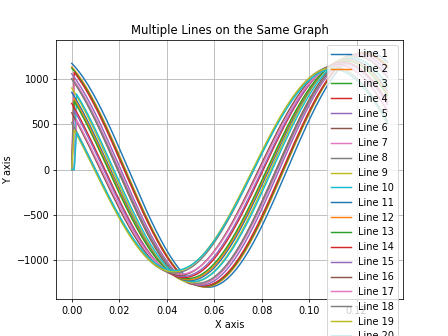 Multiple Lines on the Same Graph
Y axis
1000
500
0
−500
−1000
0.00
0.02
0.04
0.06
0.08
0.10
X axis
Line 1
Line 2
Line 3
Line 4
Line 5
Line 6
Line 7
Line 8
Line 9
Line 10
Line 11
Line 12
Line 13
Line 14
Line 15
Line 16
Line 17
Line 18
Line 19
Line 20